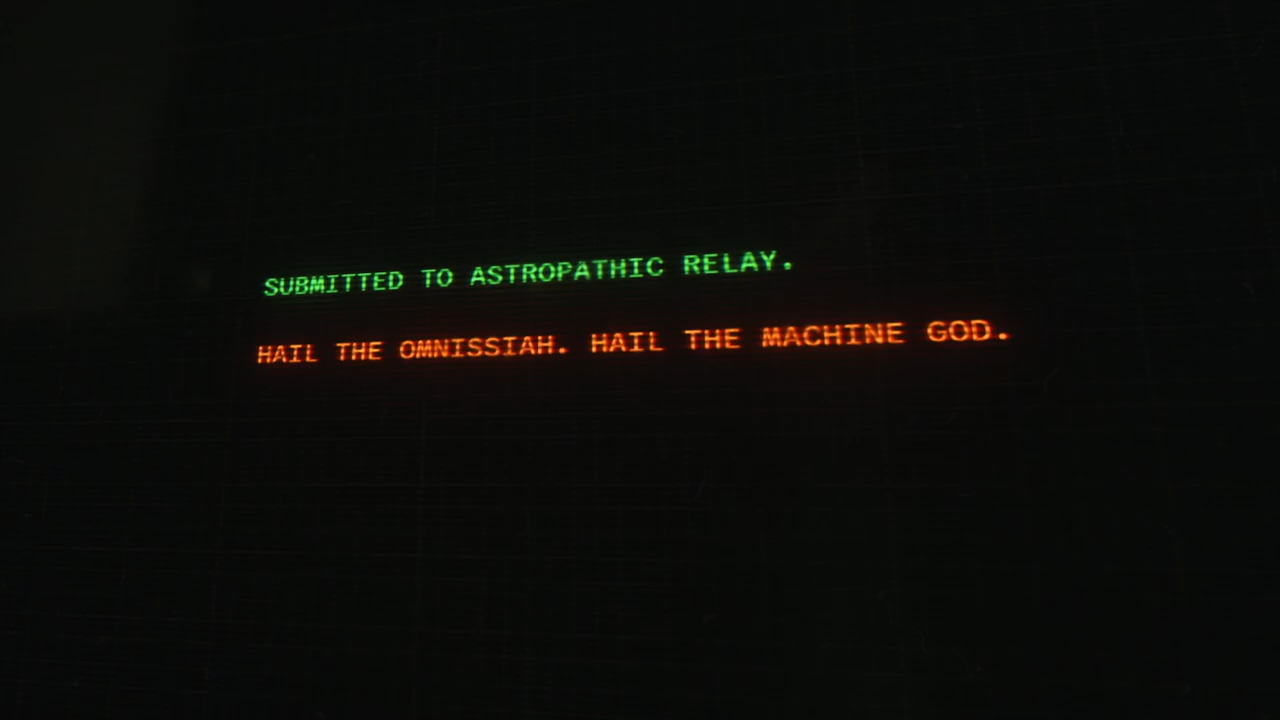 SUBMITTED TO ASTROPATHIC RELAY.
HAIL THE OMNISSIAH. HAIL THE MACHINE GOD.